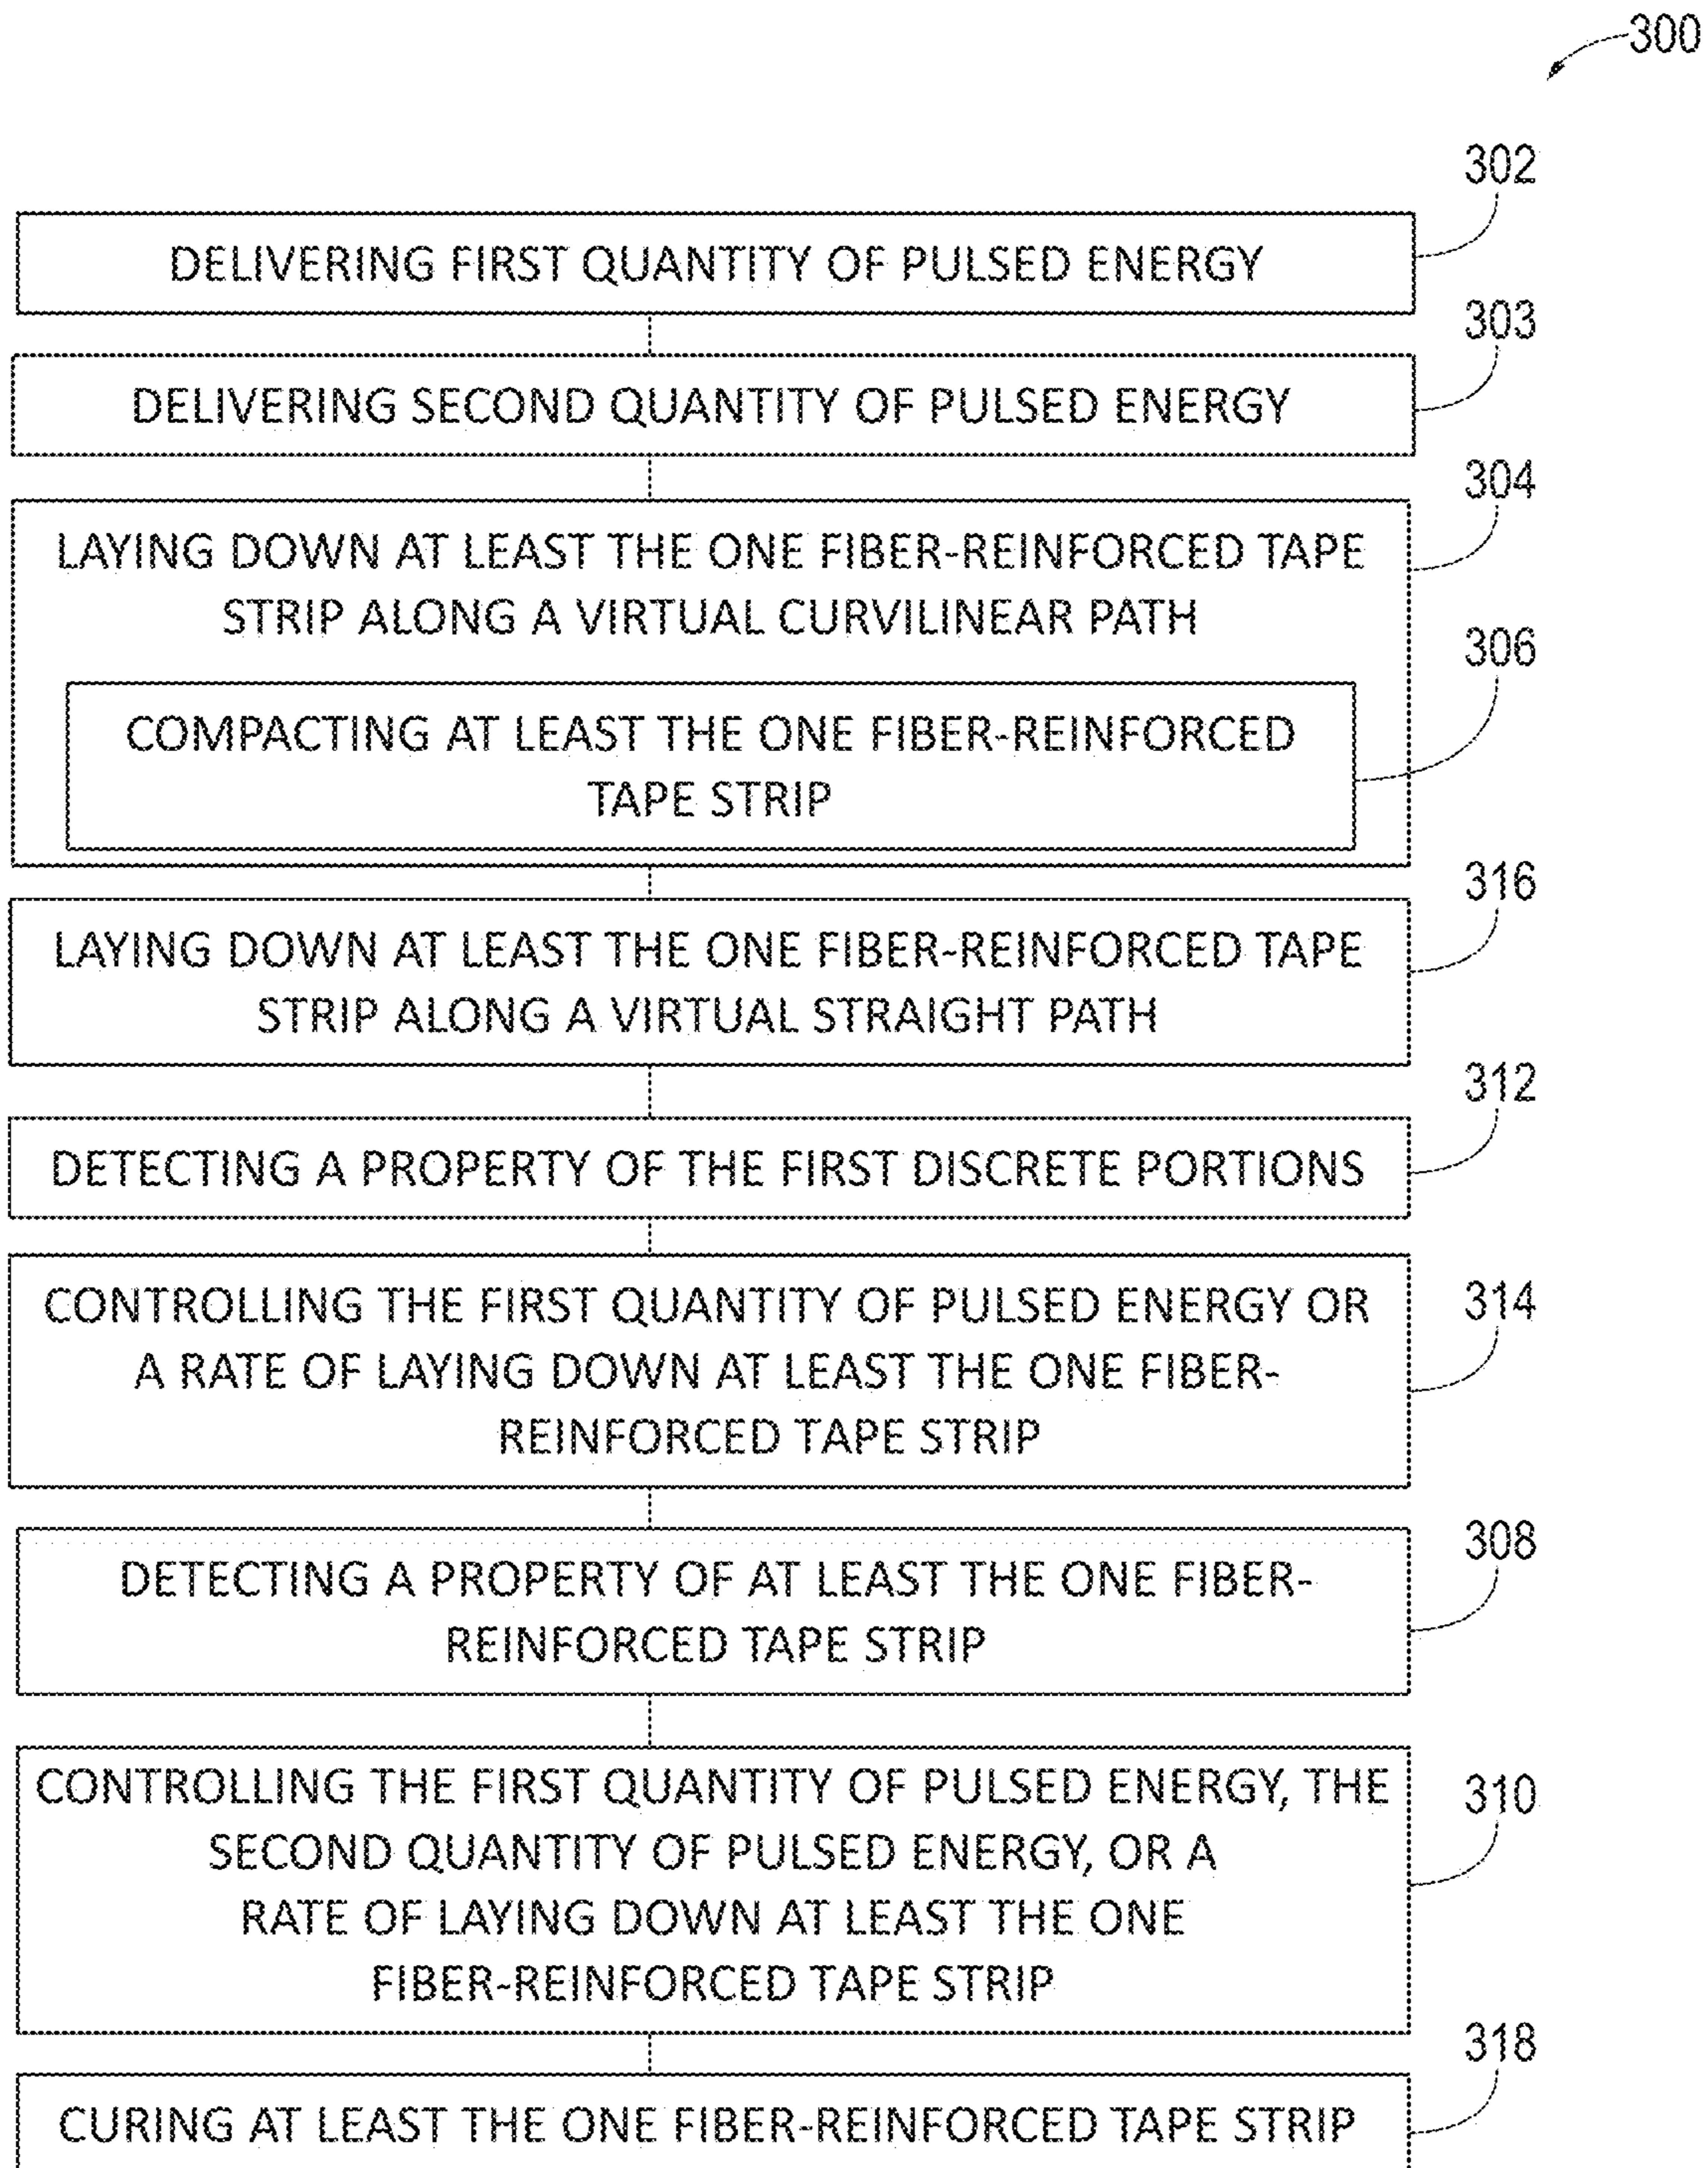 300
302
DELIVERING FIRST QUANTITY OF PULSED ENERGY
303
DELIVERING SECOND QUANTITY OF PULSED ENERGY
304
LAYING DOWN AT LEAST THE ONE FIBER-REINFORCED TAPE
STRIP ALONG A VIRTUAL CURVILINEAR PATH
306
COMPACTING AT LEAST THE ONE FIBER-REINFORCED
TAPE STRIP
316
LAYING DOWN AT LEAST THE ONE FIBER-REINFORCED TAPE
STRIP ALONG A VIRTUAL STRAIGHT PATH
312
DETECTING A PROPERTY OF THE FIRST DISCRETE PORTIONS
314
CONTROLLING THE FIRST QUANTITY OF PULSED ENERGY OR
A RATE OF LAYING DOWN AT LEAST THE ONE FIBER-
REINFORCED TAPE STRIP
308
DETECTING A PROPERTY OF AT LEAST THE ONE FIBER-
REINFORCED TAPE STRIP
310
CONTROLLING THE FIRST QUANTITY OF PULSED ENERGY, THE
SECOND QUANTITY OF PULSED ENERGY, OR A
RATE OF LAYING DOWN AT LEAST THE ONE
FIBER-REINFORCED TAPE STRIP
318
CURING AT LEAST THE ONE FIBER-REINFORCED TAPE STRIP